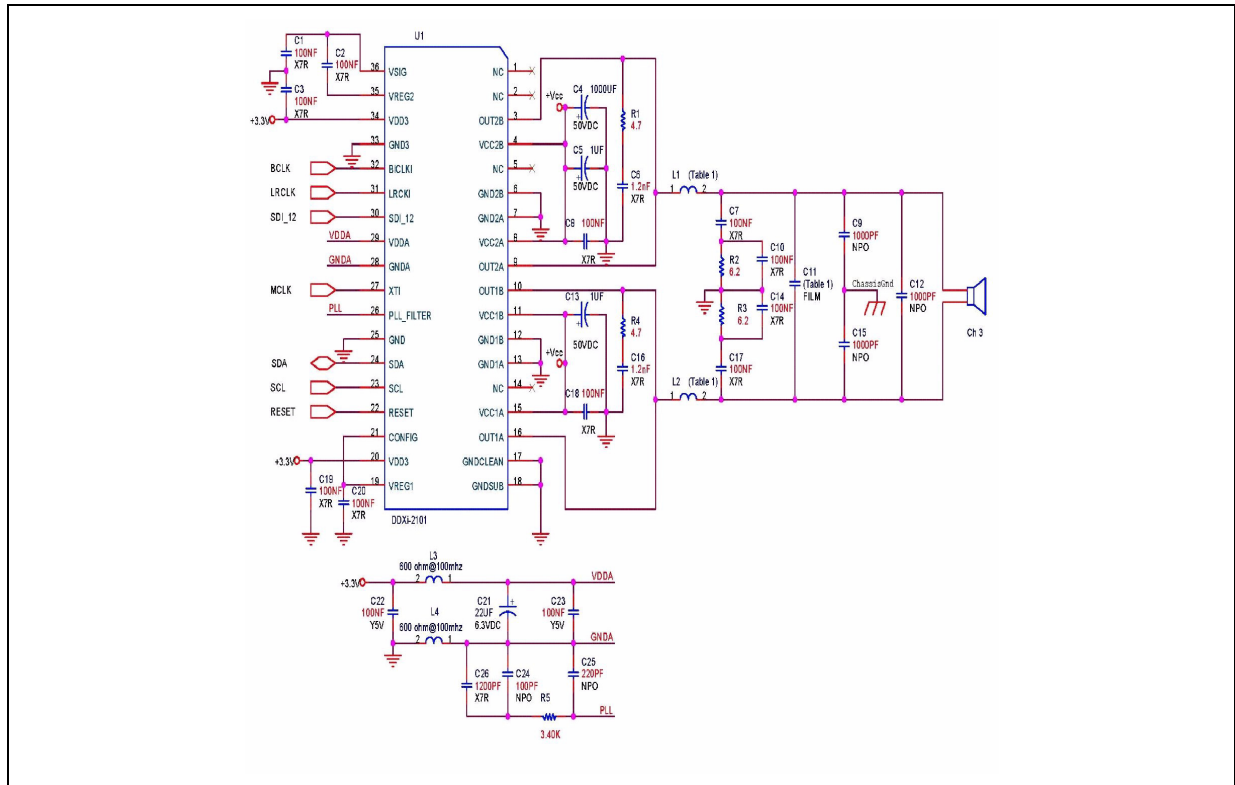 U1
C1
100NF
X7R
C2
100NF
X7R
C3
100NF
X7R
+3.3V
36 VSIG
35 VREG2
34 VDD3
33 GND3
BCLK 32 BICLKI
LRCLK 31 LRCKI
SDI_12 30 SDI_12
VDDA 29 VDDA
GNDA 28 GNDA
MCLK 27 XTI
PLL 26 PLL_FILTER
25 GND
SDA 24 SDA
SCL 23 SCL
RESET 22 RESET
21 CONFIG
+3.3V 20 VDD3
19 VREG1
C19
100NF
X7R
C20
100NF
X7R
DDXi-2101
NC 1
NC 2
OUT2B 3
VCC2B 4
NC 5
GND2B 6
GND2A 7
VCC2A 8
OUT2A 9
OUT1B 10
VCC1B 11
GND1B 12
GND1A 13
NC 14
VCC1A 15
OUT1A 16
GNDCLEAN 17
GNDSUB 18
+Vcc
C4 1000UF
+
50VDC
C5 1UF
+
50VDC
C8 100NF
X7R
R1
4.7
C6
1.2nF
X7R
C13 1UF
+
50VDC
+Vcc
C18 100NF
X7R
R4
4.7
C16
1.2nF
X7R
L1 (Table 1)
1 2
L2 (Table 1)
1 2
C7
100NF
X7R
R2
6.2
C10
100NF
X7R
R3
6.2
C14
100NF
X7R
C17
100NF
X7R
C11
(Table 1)
FILM
C9
1000PF
NPO
ChassisGnd
C15
1000PF
NPO
C12
1000PF
NPO
Ch 3
L3
600 ohm@100mhz
+3.3V 2 1 VDDA
C22
100NF
Y5V
C21
22UF
6.3VDC
+
C23
100NF
Y5V
L4
600 ohm@100mhz
2 1 GNDA
C26
1200PF
X7R
C24
100PF
NPO
C25
220PF
NPO
R5
3.40K
PLL